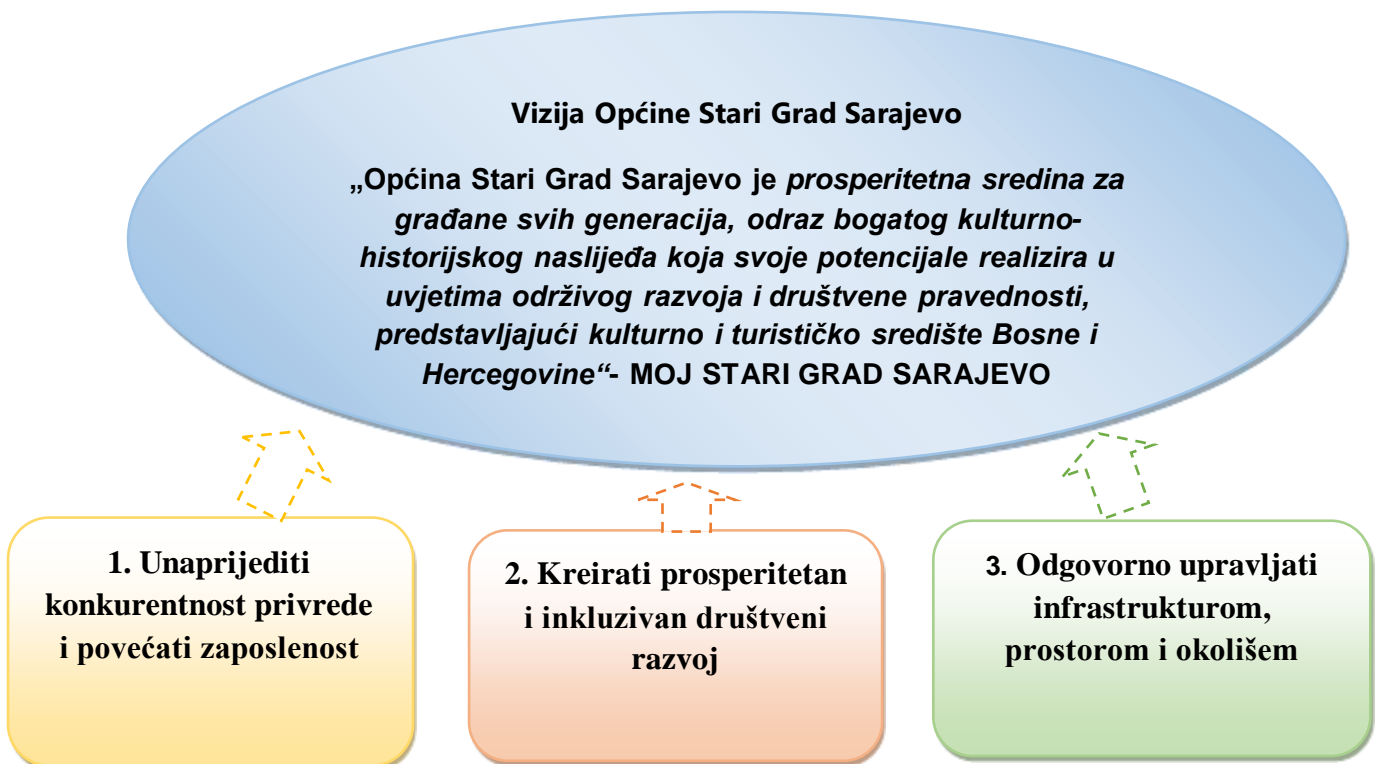 Vizija Općine Stari Grad Sarajevo
„Općina Stari Grad Sarajevo je prosperitetna sredina za
građane svih generacija, odraz bogatog kulturno-
historijskog naslijeđa koja svoje potencijale realizira u
uvjetima održivog razvoja i društvene pravednosti,
predstavljajući kulturno i turističko središte Bosne i
Hercegovine“- MOJ STARI GRAD SARAJEVO
1. Unaprijediti
konkurentnost privrede
i povećati zaposlenost
2. Kreirati prosperitetan
i inkluzivan društveni
razvoj
3. Odgovorno upravljati
infrastrukturom,
prostorom i okolišem